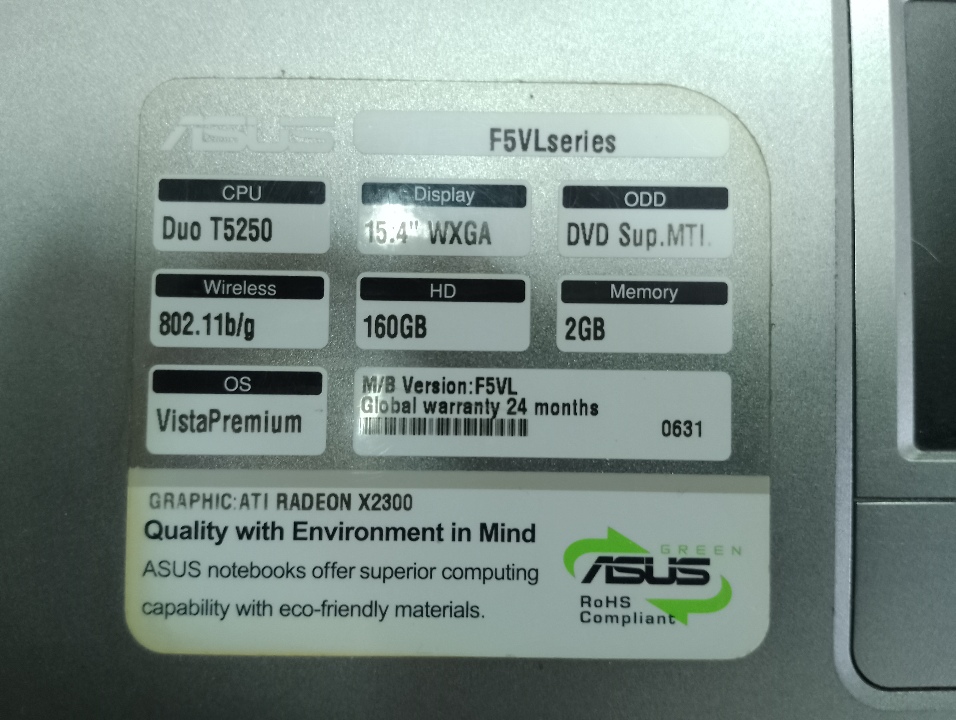 ASUS
F5VLseries
CPU
Duo T5250
Display
15.4" WXGA
ODD
DVD Sup.MTI.
Wireless
802.11b/g
HD
160GB
Memory
2GB
OS
VistaPremium
M/B Version:F5VL
Global warranty 24 months
0631
GRAPHIC:ATI RADEON X2300
Quality with Environment in Mind
ASUS notebooks offer superior computing
capability with eco-friendly materials.
GREEN
ASUS
RoHS
Compliant